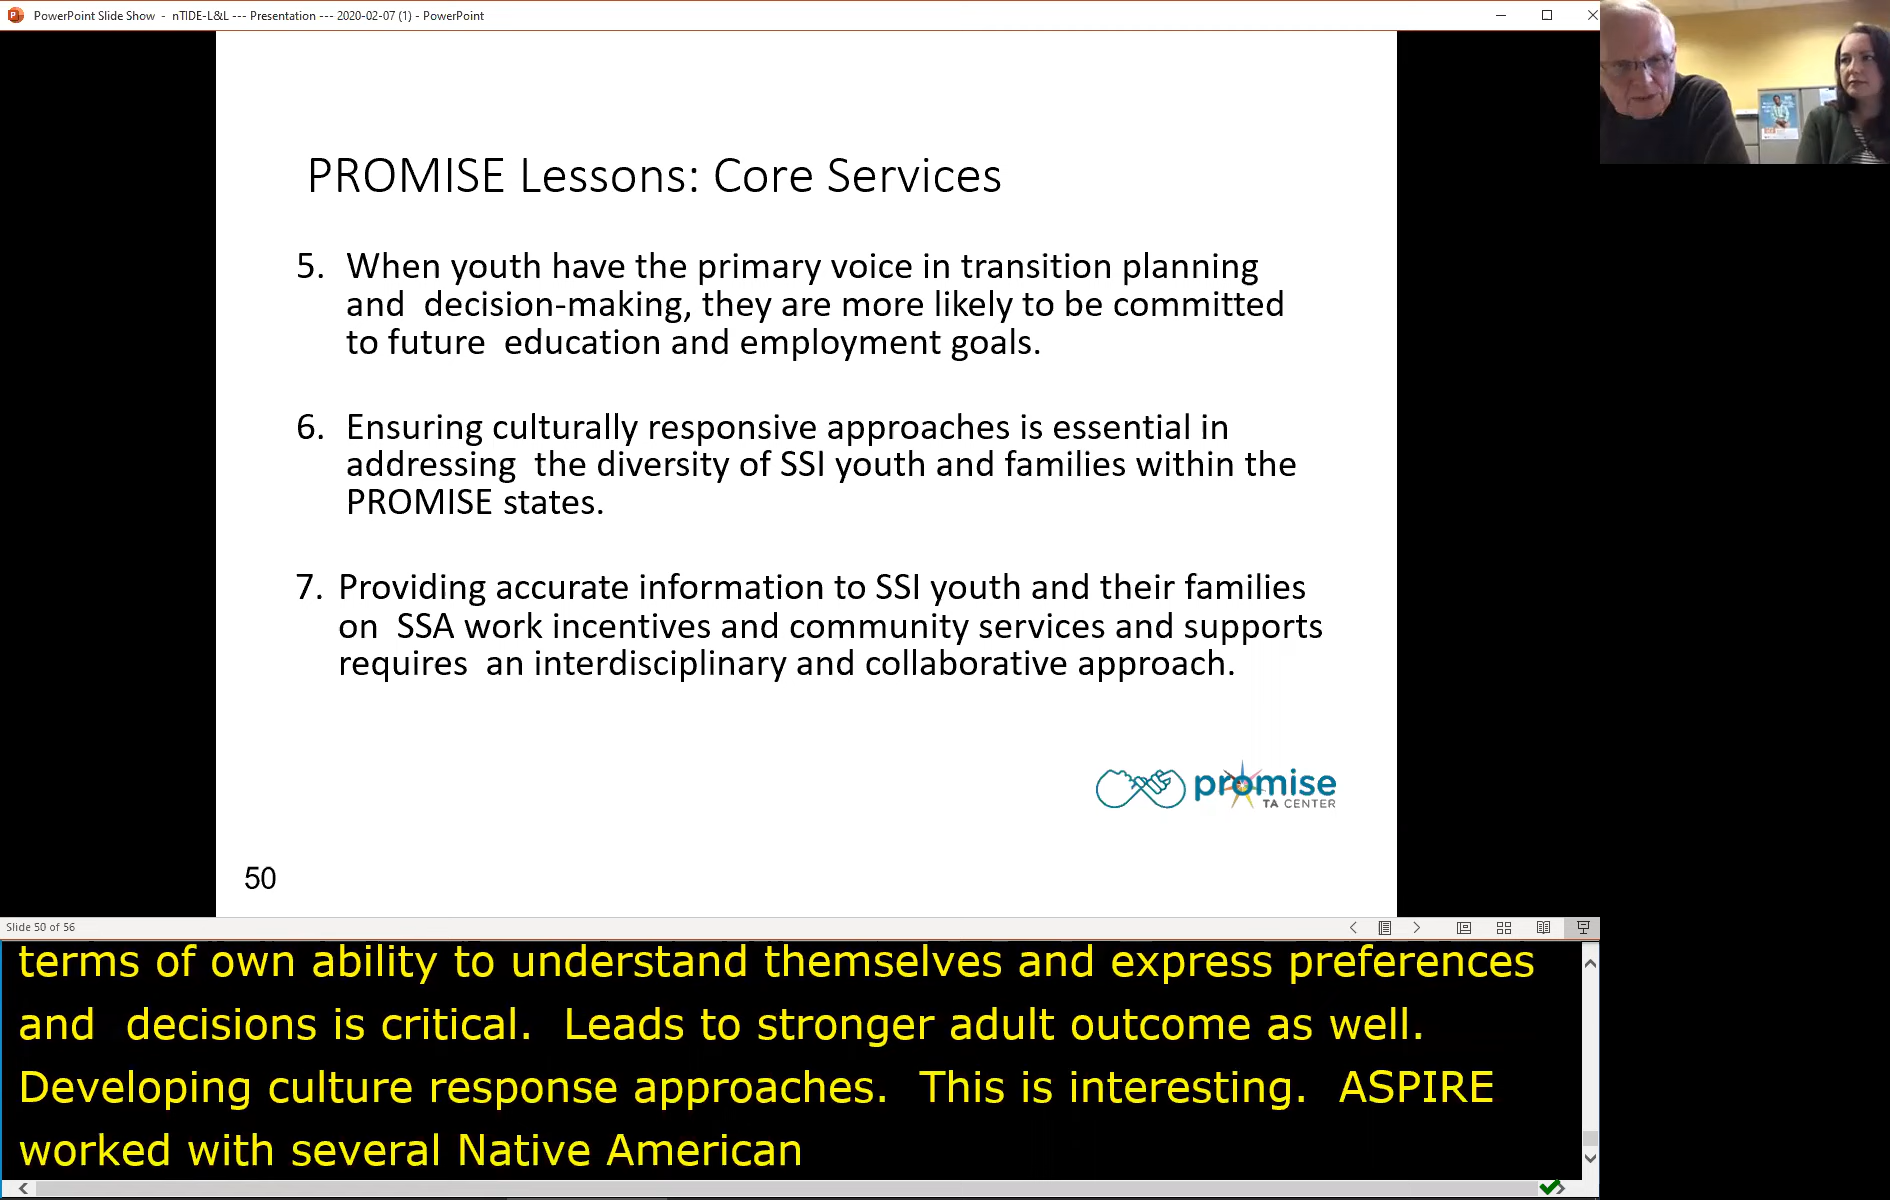 PowerPoint Slide Show - nTIDE-L&L --- Presentation --- 2020-02-07 (1) - PowerPoint
PROMISE Lessons: Core Services
5. When youth have the primary voice in transition planning
and decision-making, they are more likely to be committed
to future education and employment goals.
6. Ensuring culturally responsive approaches is essential in
addressing the diversity of SSI youth and families within the
PROMISE states.
7. Providing accurate information to SSI youth and their families
on SSA work incentives and community services and supports
requires an interdisciplinary and collaborative approach.
promise
TA CENTER
50
Slide 50 of 56
terms of own ability to understand themselves and express preferences
and decisions is critical. Leads to stronger adult outcome as well.
Developing culture response approaches. This is interesting. ASPIRE
worked with several Native American